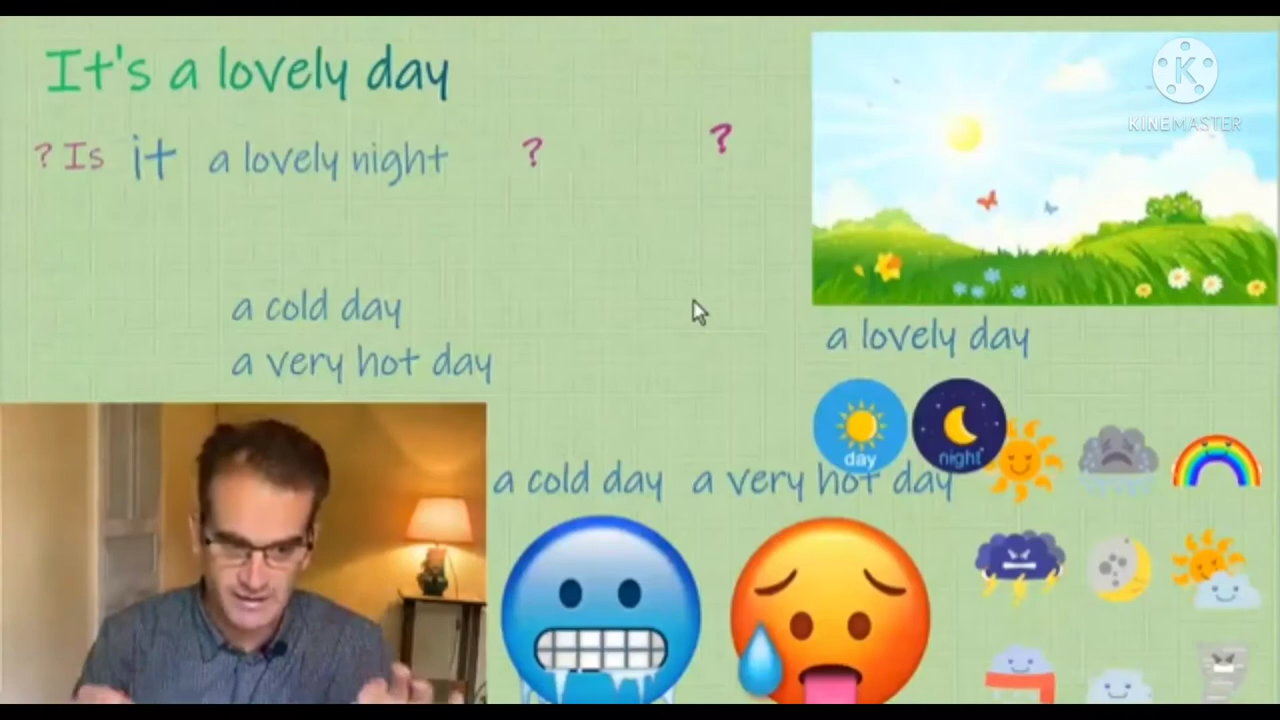 It's a lovely day
? Is it a lovely night ? ?
KINEMASTER
a cold day
a very hot day
a lovely day
day night
a cold day a very hot day